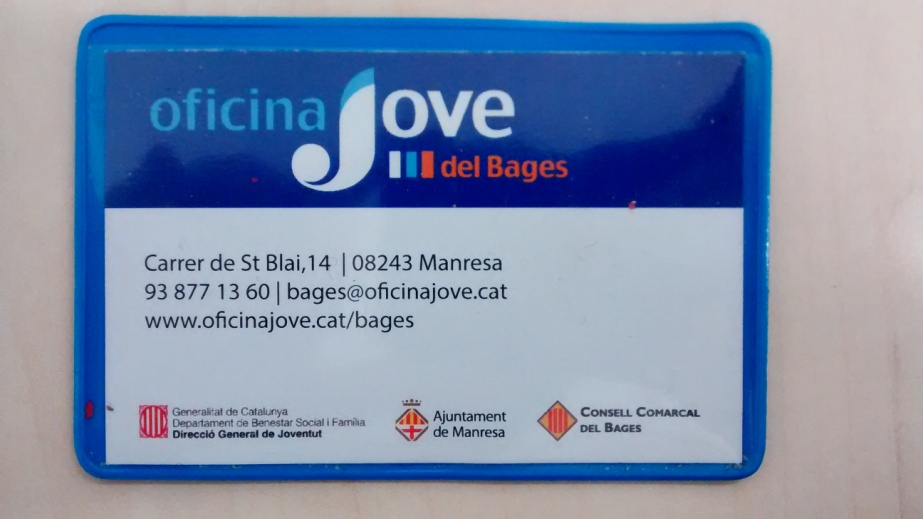 oficina Jove
del Bages
Carrer de St Blai,14 | 08243 Manresa
93 877 13 60 | bages@oficinajove.cat
www.oficinajove.cat/bages
Generalitat de Catalunya
Departament de Benestar Social i Família
Direcció General de Joventut
Ajuntament
de Manresa
CONSELL COMARCAL
DEL BAGES